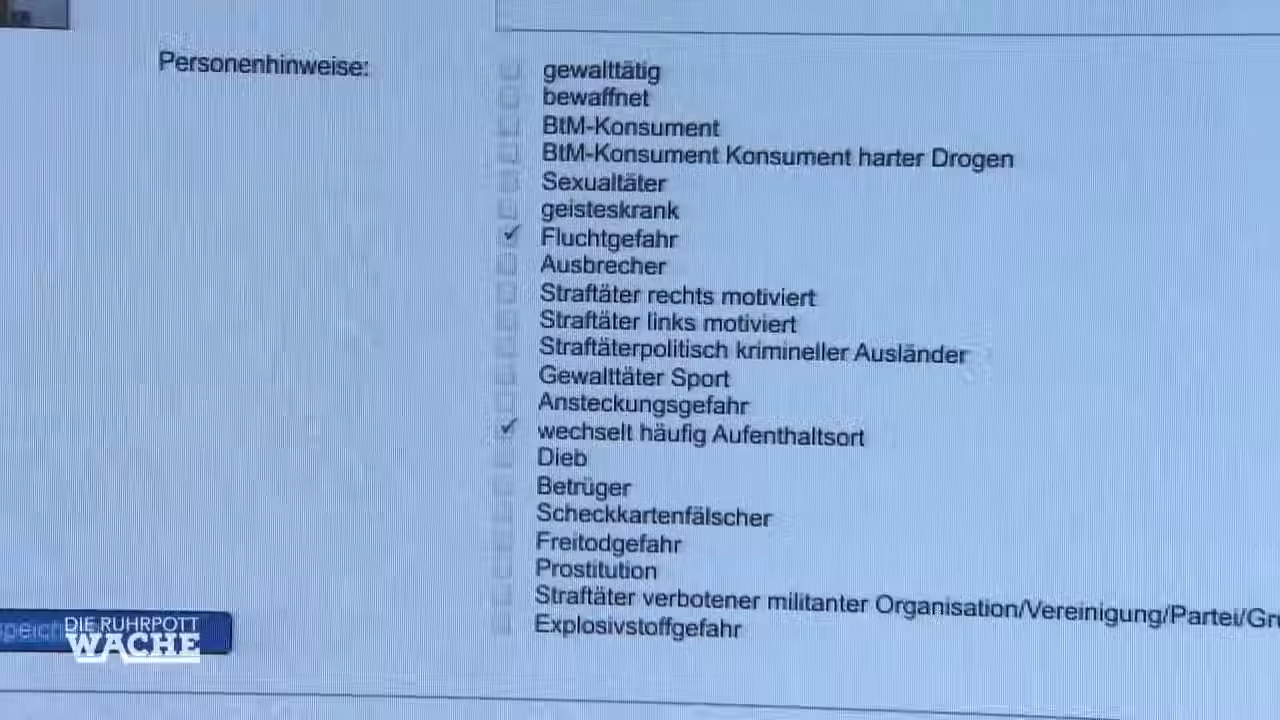 Personenhinweise:
gewalttätig
bewaffnet
BtM-Konsument
BtM-Konsument Konsument harter Drogen
Sexualtäter
geisteskrank
Fluchtgefahr
Ausbrecher
Straftäter rechts motiviert
Straftäter links motiviert
Straftäterpolitisch krimineller Ausländer
Gewalttäter Sport
Ansteckungsgefahr
wechselt häufig Aufenthaltsort
Dieb
Betrüger
Scheckkartenfälscher
Freitodgefahr
Prostitution
Straftäter verbotener militanter Organisation/Vereinigung/Partei/Gru
Explosivstoffgefahr
DIE RUHRPOTT
WACHE